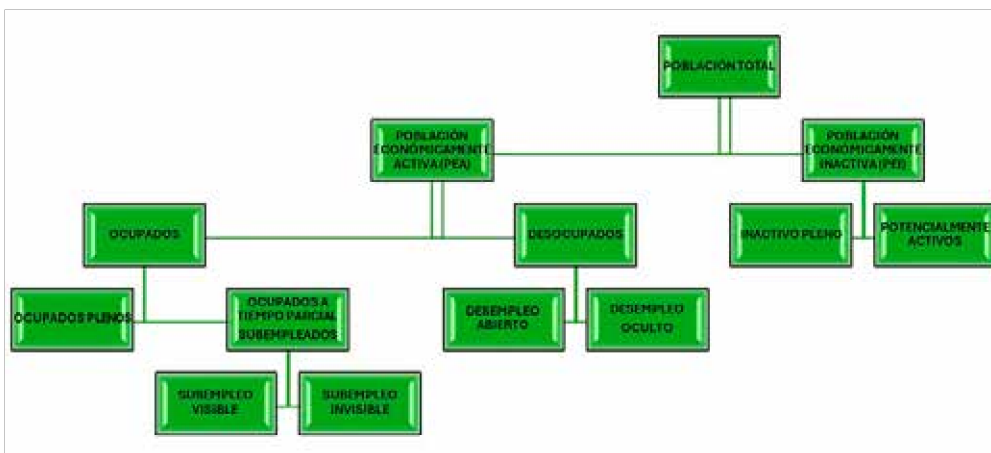 POBLACIÓN TOTAL
POBLACIÓN
ECONÓMICAMENTE
ACTIVA (PEA)
POBLACIÓN
ECONÓMICAMENTE
INACTIVA (PEI)
OCUPADOS
DESOCUPADOS
INACTIVO PLENO
POTENCIALMENTE
ACTIVOS
OCUPADOS PLENOS
OCUPADOS A
TIEMPO PARCIAL
SUBEMPLEADOS
DESEMPLEO
ABIERTO
DESEMPLEO
OCULTO
SUBEMPLEO
VISIBLE
SUBEMPLEO
INVISIBLE